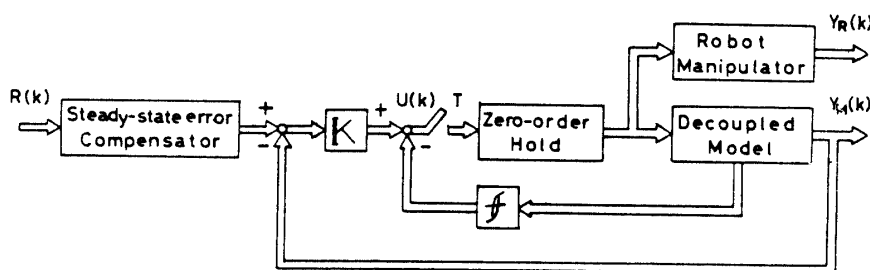 R(k)
Steady-state error
Compensator
+
−
K
+
−
U(k)
T
Zero-order
Hold
Robot
Manipulator
Y_R(k)
Decoupled
Model
Y_M(k)